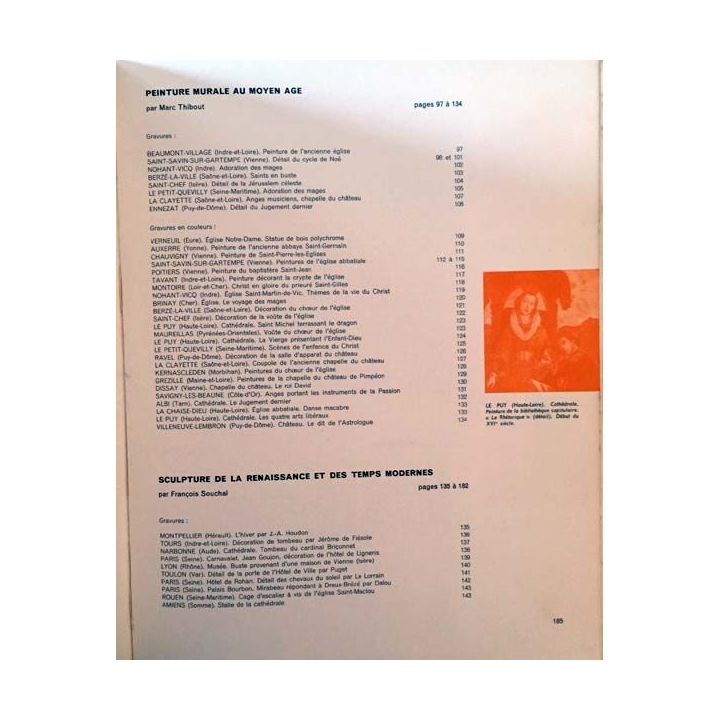 PEINTURE MURALE AU MOYEN AGE
par Marc Thibout pages 97 à 134
Gravures :
BEAUMONT-VILLAGE (Indre-et-Loire). Peinture de l'ancienne église 97
SAINT-SAVIN-SUR-GARTEMPE (Vienne). Détail du cycle de Noé 98 et 101
NOHANT-VICQ (Indre). Adoration des mages 102
BERZÉ-LA-VILLE (Saône-et-Loire). Saints en buste 103
SAINT-CHEF (Isère). Détail de la Jérusalem céleste 104
LE PETIT-QUEVILLY (Seine-Maritime). Adoration des mages 105
LA CLAYETTE (Saône-et-Loire). Anges musiciens, chapelle du château 107
ENNEZAT (Puy-de-Dôme). Détail du Jugement dernier 108
Gravures en couleurs :
VERNEUIL (Eure). Église Notre-Dame. Statue de bois polychrome 109
AUXERRE (Yonne). Peinture de l'ancienne abbaye Saint-Germain 110
CHAUVIGNY (Vienne). Peinture de Saint-Pierre-les-Églises 111
SAINT-SAVIN-SUR-GARTEMPE (Vienne). Peintures de l'église abbatiale 112 à 115
POITIERS (Vienne). Peinture du baptistère Saint-Jean 116
TAVANT (Indre-et-Loire). Peinture décorant la crypte de l'église 117
MONTOIRE (Loir-et-Cher). Christ en gloire du prieuré Saint-Gilles 118
NOHANT-VICQ (Indre). Église Saint-Martin-de-Vic. Thèmes de la vie du Christ 119
BRINAY (Cher). Église. Le voyage des mages 120
BERZÉ-LA-VILLE (Saône-et-Loire). Décoration du chœur de l'église 121
SAINT-CHEF (Isère). Décoration de la voûte de l'église 122
LE PUY (Haute-Loire). Cathédrale. Saint Michel terrassant le dragon 123
MAUREILLAS (Pyrénées-Orientales). Voûte du chœur de l'église 123
LE PUY (Haute-Loire). Cathédrale. La Vierge présentant l'Enfant-Dieu 124
LE PETIT-QUEVILLY (Seine-Maritime). Scènes de l'enfance du Christ 125
RAVEL (Puy-de-Dôme). Décoration de la salle d'apparat du château 126
LA CLAYETTE (Saône-et-Loire). Coupole de l'ancienne chapelle du château 127
KERNASCLEDEN (Morbihan). Peintures du chœur de l'église 128
GREZILLE (Maine-et-Loire). Peintures de la chapelle du château de Pimpéon 129
DISSAY (Vienne). Chapelle du château. Le roi David 130
SAVIGNY-LES-BEAUNE (Côte-d'Or). Anges portant les instruments de la Passion 131
ALBI (Tarn). Cathédrale. Le Jugement dernier 132
LA CHAISE-DIEU (Haute-Loire). Église abbatiale. Danse macabre 133
LE PUY (Haute-Loire). Cathédrale. Les quatre arts libéraux 133
VILLENEUVE-LEMBRON (Puy-de-Dôme). Château. Le dit de l'Astrologue 134
LE PUY (Haute-Loire). Cathédrale.
Peinture de la bibliothèque capitulaire.
« La Rhétorique » (détail). Début du
XVIe siècle.
SCULPTURE DE LA RENAISSANCE ET DES TEMPS MODERNES
par François Souchal pages 135 à 182
Gravures :
MONTPELLIER (Hérault). L'hiver par J.-A. Houdon 135
TOURS (Indre-et-Loire). Décoration de tombeau par Jérôme de Fiésole 136
NARBONNE (Aude). Cathédrale. Tombeau du cardinal Briçonnet 137
PARIS (Seine). Carnavalet. Jean Goujon, décoration de l'hôtel de Ligneris 138
LYON (Rhône). Musée. Buste provenant d'une maison de Vienne (Isère) 139
TOULON (Var). Détail de la porte de l'Hôtel de Ville par Puget 140
PARIS (Seine). Hôtel de Rohan. Détail des chevaux du soleil par Le Lorrain 141
PARIS (Seine). Palais Bourbon. Mirabeau répondant à Dreux-Brézé par Dalou 142
ROUEN (Seine-Maritime). Cage d'escalier à vis de l'église Saint-Maclou 143
AMIENS (Somme). Stalle de la cathédrale 143
185